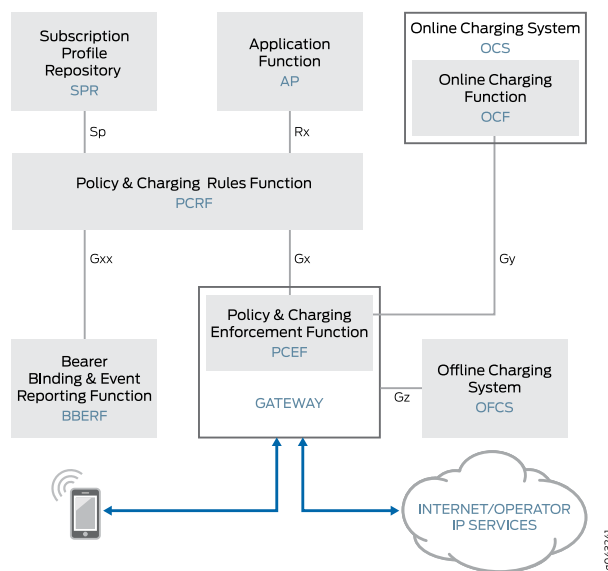 Subscription
Profile
Repository
SPR
Application
Function
AP
Online Charging System
OCS
Online Charging
Function
OCF
Sp
Rx
Policy & Charging Rules Function
PCRF
Gxx
Gx
Gy
Policy & Charging
Enforcement Function
PCEF
GATEWAY
Bearer
BInding & Event
Reporting Function
BBERF
Gz
Offline Charging
System
OFCS
INTERNET/OPERATOR
IP SERVICES
g043241